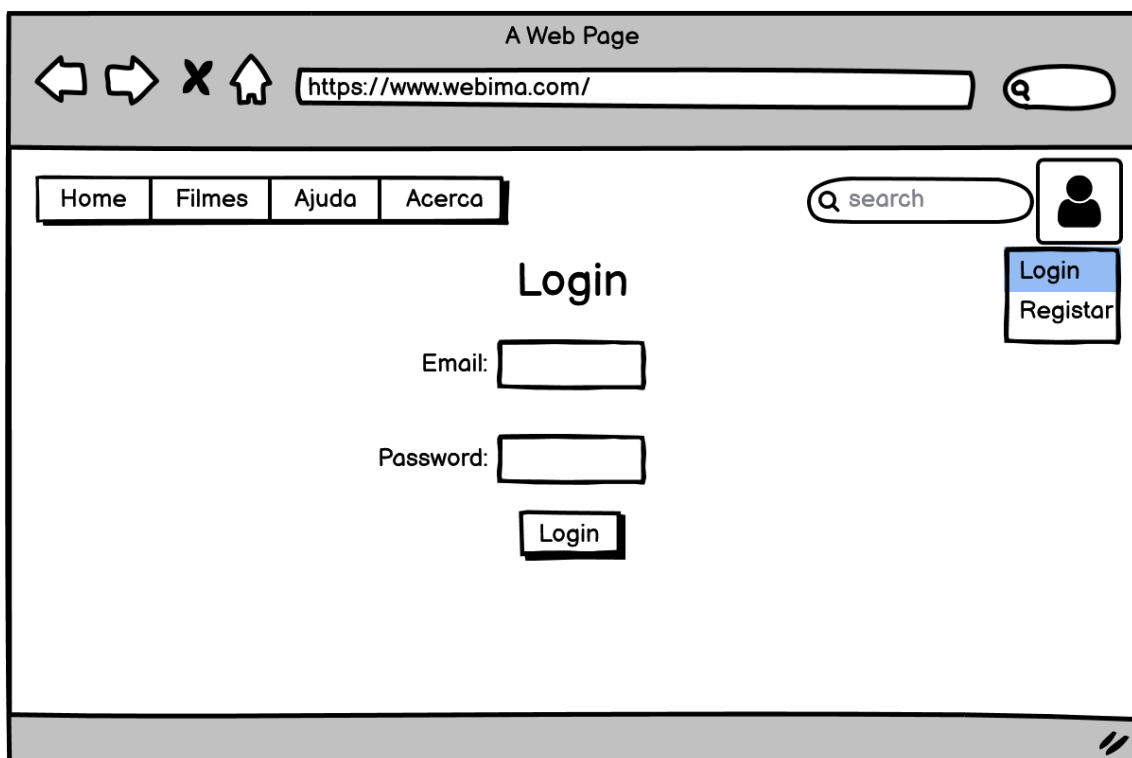 A Web Page
https://www.webima.com/
Home Filmes Ajuda Acerca
search
Login
Registar
Login
Email:
Password:
Login